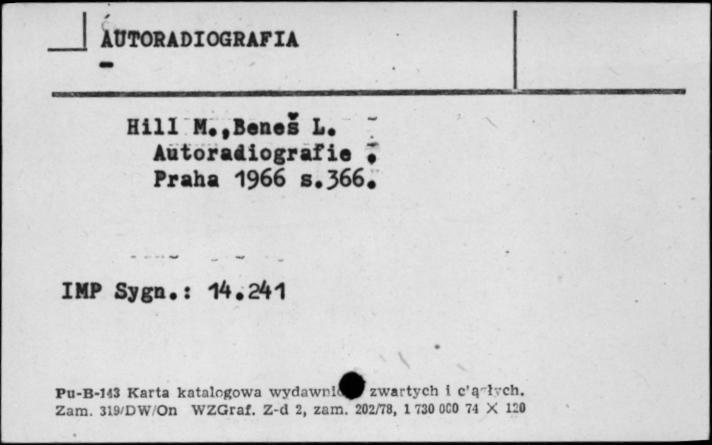 AUTORADIOGRAFIA
Hill M.,Beneš L.
Autoradiografie .
Praha 1966 s.366.
IMP Sygn.: 14.241
Pu-B-143 Karta katalogowa zwartych i
Zam. 319/DW/On WZGraf. Z-d 2, zam. 202/78, 1 730 000 74 X 120